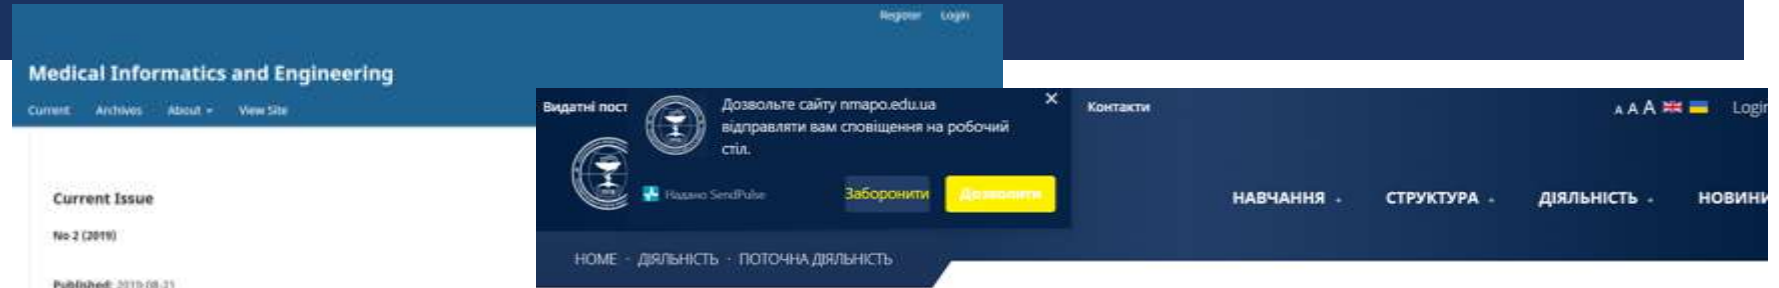 Register Login
Medical Informatics and Engineering
Current Archives About View Site
Current Issue
No 2 (2019)
Published: 2019-08-21
Видатні пост
Дозвольте сайту nmapo.edu.ua
відправляти вам сповіщення на робочий
стіл.
×
Надано SendPulse
Заборонити Дозволити
Контакти
A A A Login
НАВЧАННЯ СТРУКТУРА ДІЯЛЬНІСТЬ НОВИНИ
HOME · ДІЯЛЬНІСТЬ · ПОТОЧНА ДІЯЛЬНІСТЬ